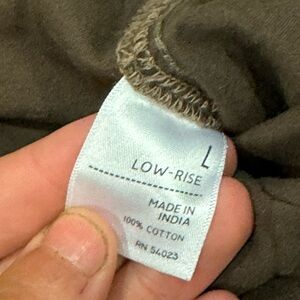 L
LOW-RISE
MADE IN
INDIA
100% COTTON
RN 54023